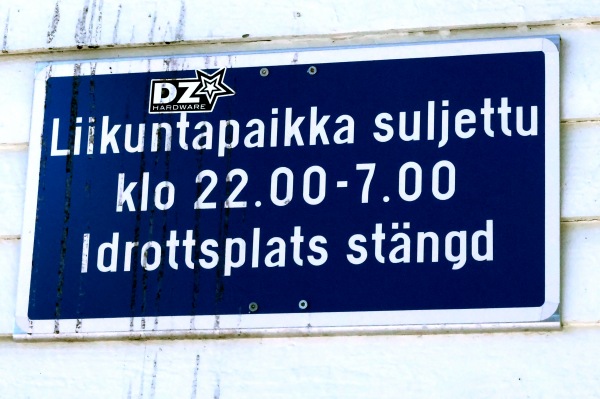 DZ
HARDWARE
Liikuntapaikka suljettu
klo 22.00-7.00
Idrottsplats stängd